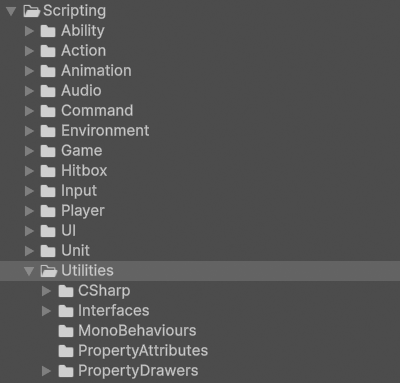 Scripting
Ability
Action
Animation
Audio
Command
Environment
Game
Hitbox
Input
Player
UI
Unit
Utilities
CSharp
Interfaces
MonoBehaviours
PropertyAttributes
PropertyDrawers